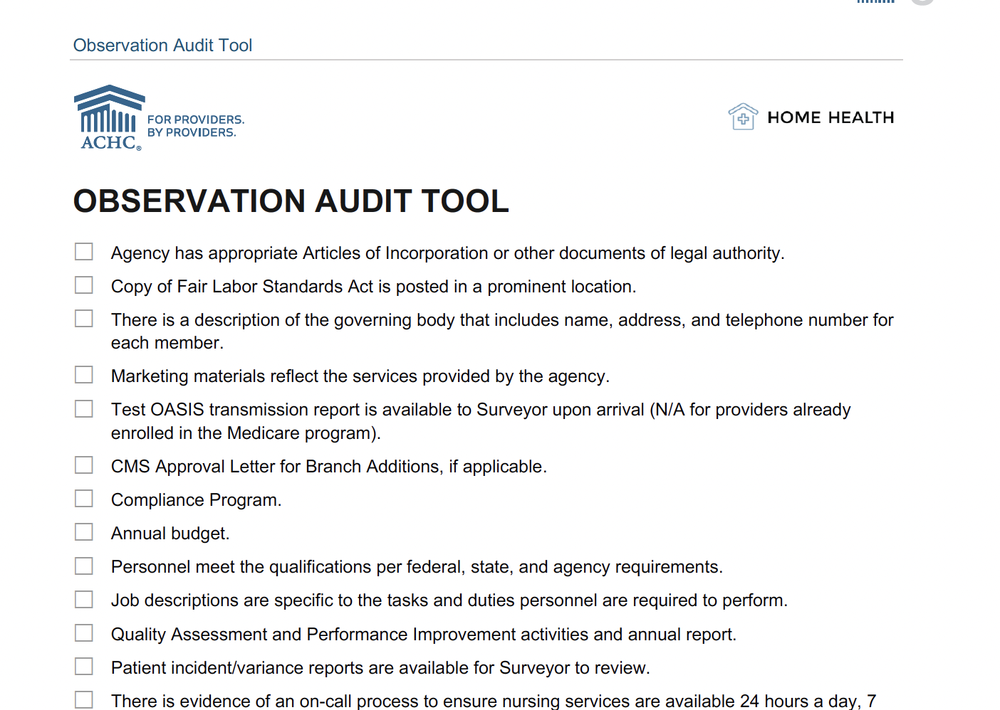 Observation Audit Tool
FOR PROVIDERS.
BY PROVIDERS.
ACHC®
HOME HEALTH
OBSERVATION AUDIT TOOL
Agency has appropriate Articles of Incorporation or other documents of legal authority.
Copy of Fair Labor Standards Act is posted in a prominent location.
There is a description of the governing body that includes name, address, and telephone number for
each member.
Marketing materials reflect the services provided by the agency.
Test OASIS transmission report is available to Surveyor upon arrival (N/A for providers already
enrolled in the Medicare program).
CMS Approval Letter for Branch Additions, if applicable.
Compliance Program.
Annual budget.
Personnel meet the qualifications per federal, state, and agency requirements.
Job descriptions are specific to the tasks and duties personnel are required to perform.
Quality Assessment and Performance Improvement activities and annual report.
Patient incident/variance reports are available for Surveyor to review.
There is evidence of an on-call process to ensure nursing services are available 24 hours a day, 7